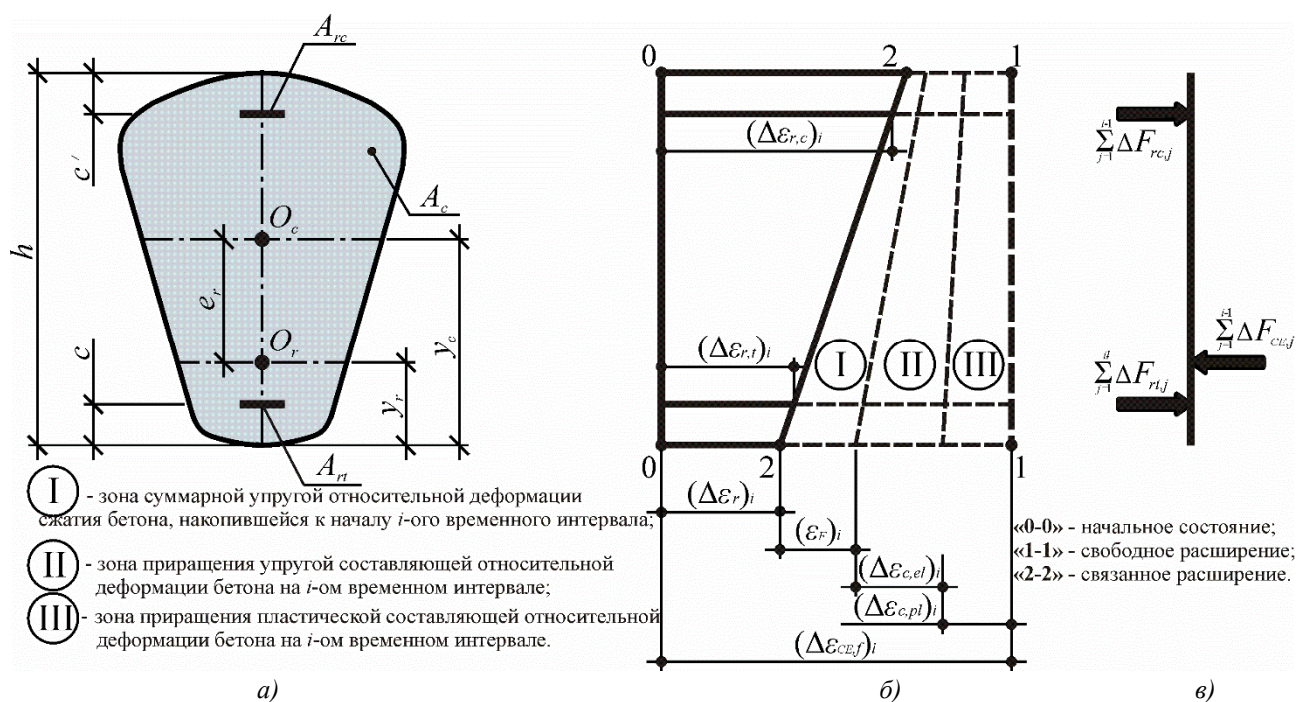 A_rc
c′
h
A_c
O_c
e_r
O_r
y_c
c
y_r
A_rt
I - зона суммарной упругой относительной деформации
сжатия бетона, накопившейся к началу i-ого временного интервала;
II - зона приращения упругой составляющей относительной
деформации бетона на i-ом временном интервале;
III - зона приращения пластической составляющей относительной
деформации бетона на i-ом временном интервале.
а)
0 2 1
(Δε_r,c)_i
(Δε_r,t)_i
I II III
0 2 1
(Δε_r)_i
(ε_F)_i
(Δε_c,el)_i
(Δε_c,pl)_i
(Δε_CE,f)_i
«0-0» - начальное состояние;
«1-1» - свободное расширение;
«2-2» - связанное расширение.
б)
∑ΔF_rc,j
∑ΔF_CE,j
∑ΔF_rt,j
в)